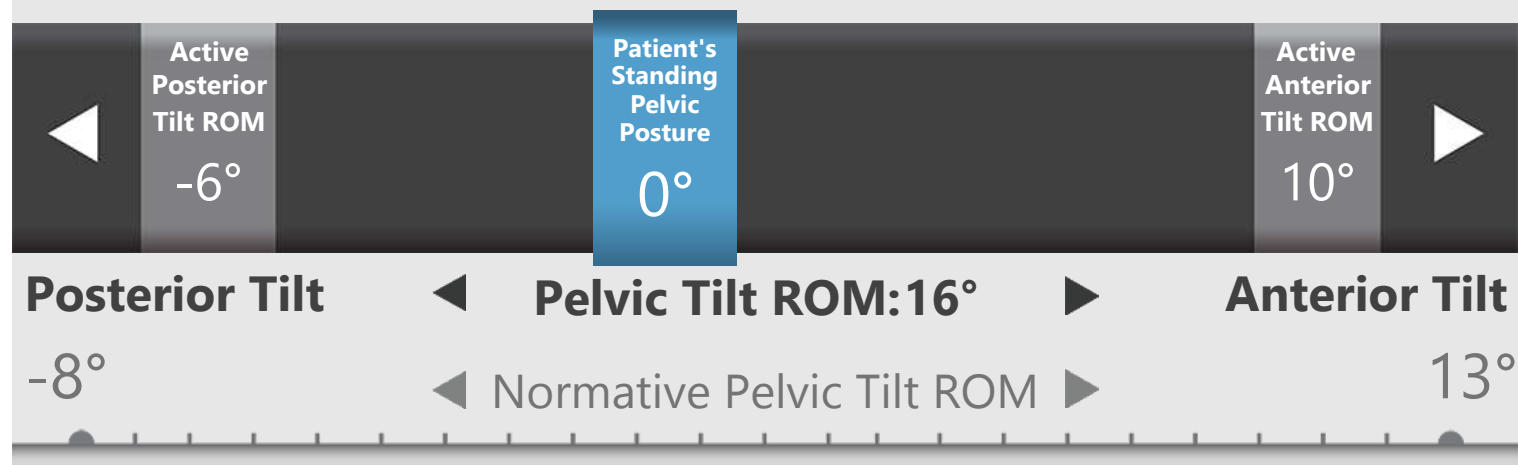 Active
Posterior
Tilt ROM
-6°
Patient's
Standing
Pelvic
Posture
0°
Active
Anterior
Tilt ROM
10°
Posterior Tilt
Pelvic Tilt ROM:16°
Anterior Tilt
-8°
Normative Pelvic Tilt ROM
13°